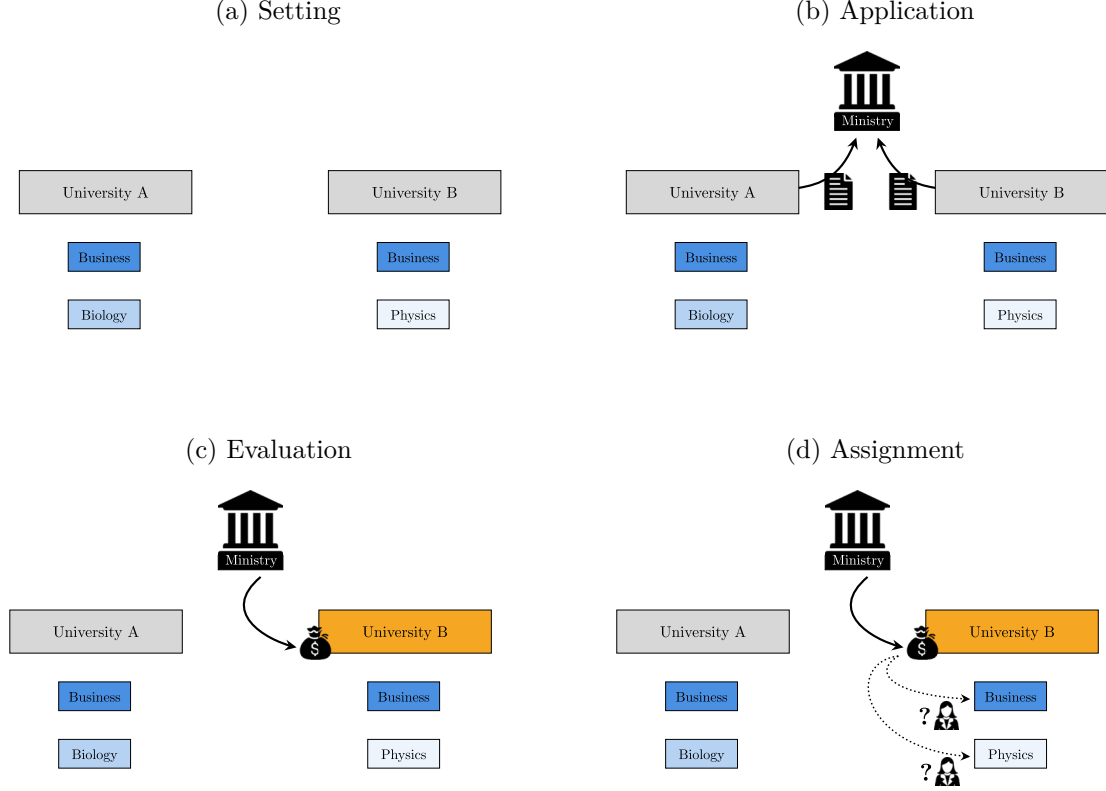 (a) Setting
(b) Application
Ministry
University A
University B
University A
University B
Business
Business
Business
Business
Biology
Physics
Biology
Physics
(c) Evaluation
(d) Assignment
Ministry
Ministry
University A
$ University B
University A
$ University B
Business
Business
Business
Business
?
Biology
Physics
Biology
Physics
?